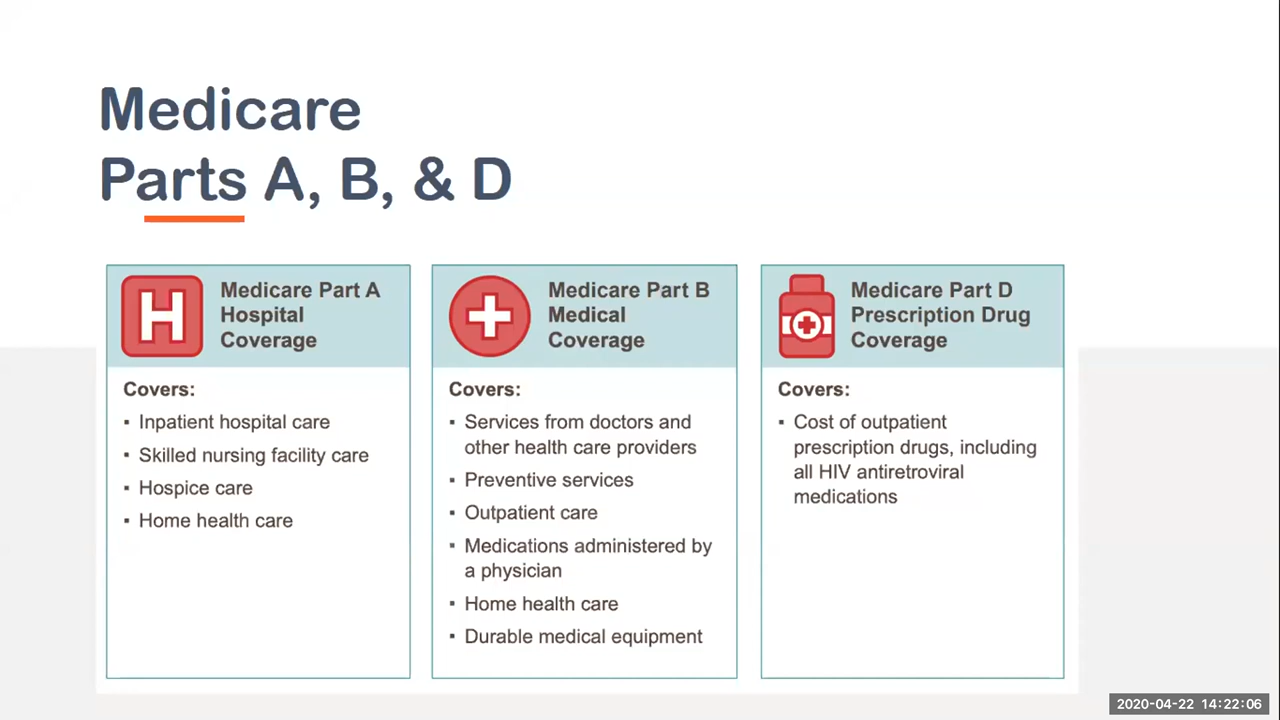 Medicare
Parts A, B, & D
H
Medicare Part A
Hospital
Coverage
Covers:
▪ Inpatient hospital care
▪ Skilled nursing facility care
▪ Hospice care
▪ Home health care
Medicare Part B
Medical
Coverage
Covers:
▪ Services from doctors and
other health care providers
▪ Preventive services
▪ Outpatient care
▪ Medications administered by
a physician
▪ Home health care
▪ Durable medical equipment
Medicare Part D
Prescription Drug
Coverage
Covers:
▪ Cost of outpatient
prescription drugs, including
all HIV antiretroviral
medications
2020-04-22 14:22:06